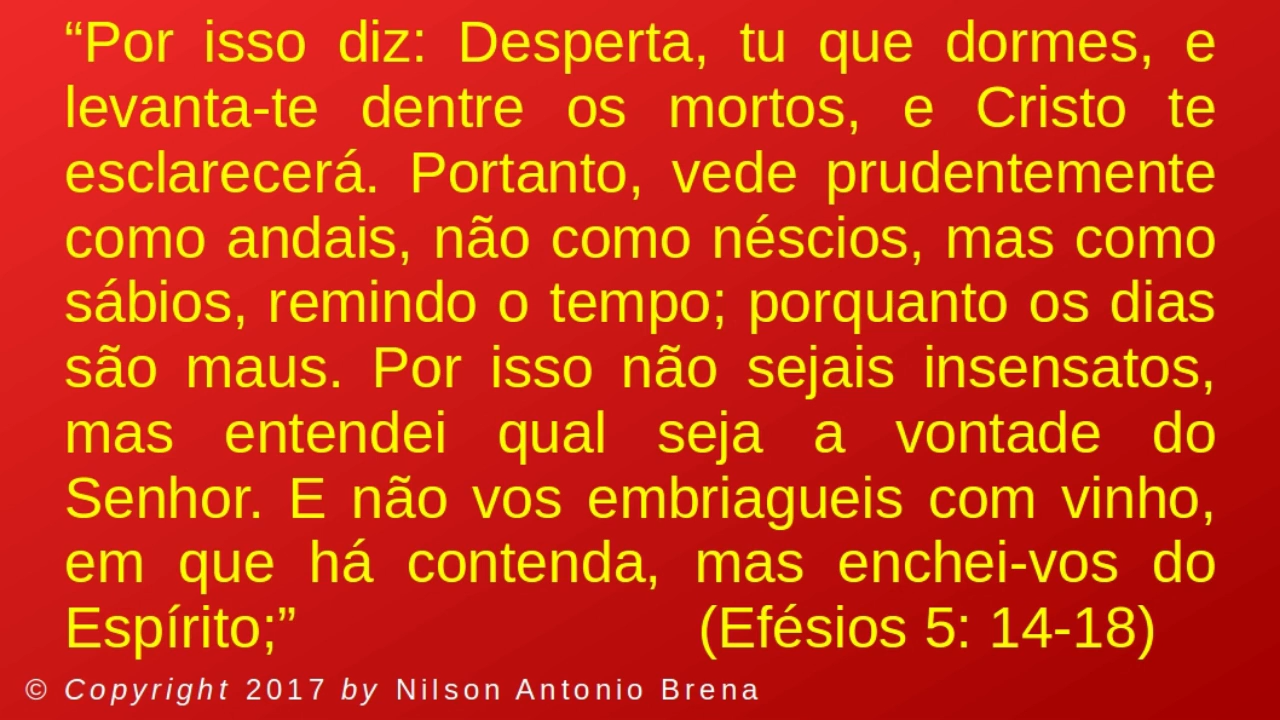 “Por isso diz: Desperta, tu que dormes, e
levanta-te dentre os mortos, e Cristo te
esclarecerá. Portanto, vede prudentemente
como andais, não como néscios, mas como
sábios, remindo o tempo; porquanto os dias
são maus. Por isso não sejais insensatos,
mas entendei qual seja a vontade do
Senhor. E não vos embriagueis com vinho,
em que há contenda, mas enchei-vos do
Espírito;” (Efésios 5: 14-18)
© Copyright 2017 by Nilson Antonio Brena